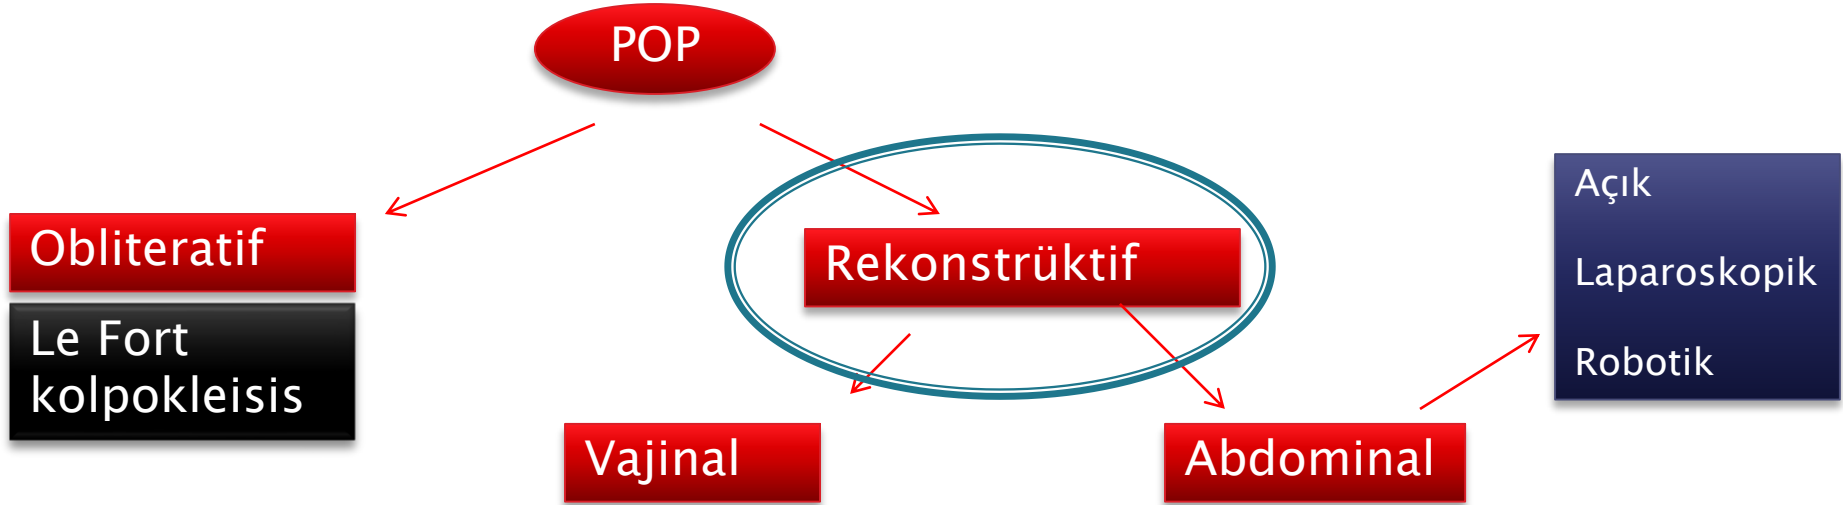 POP
Obliteratif
Le Fort
kolpokleisis
Rekonstrüktif
Vajinal
Abdominal
Açık
Laparoskopik
Robotik